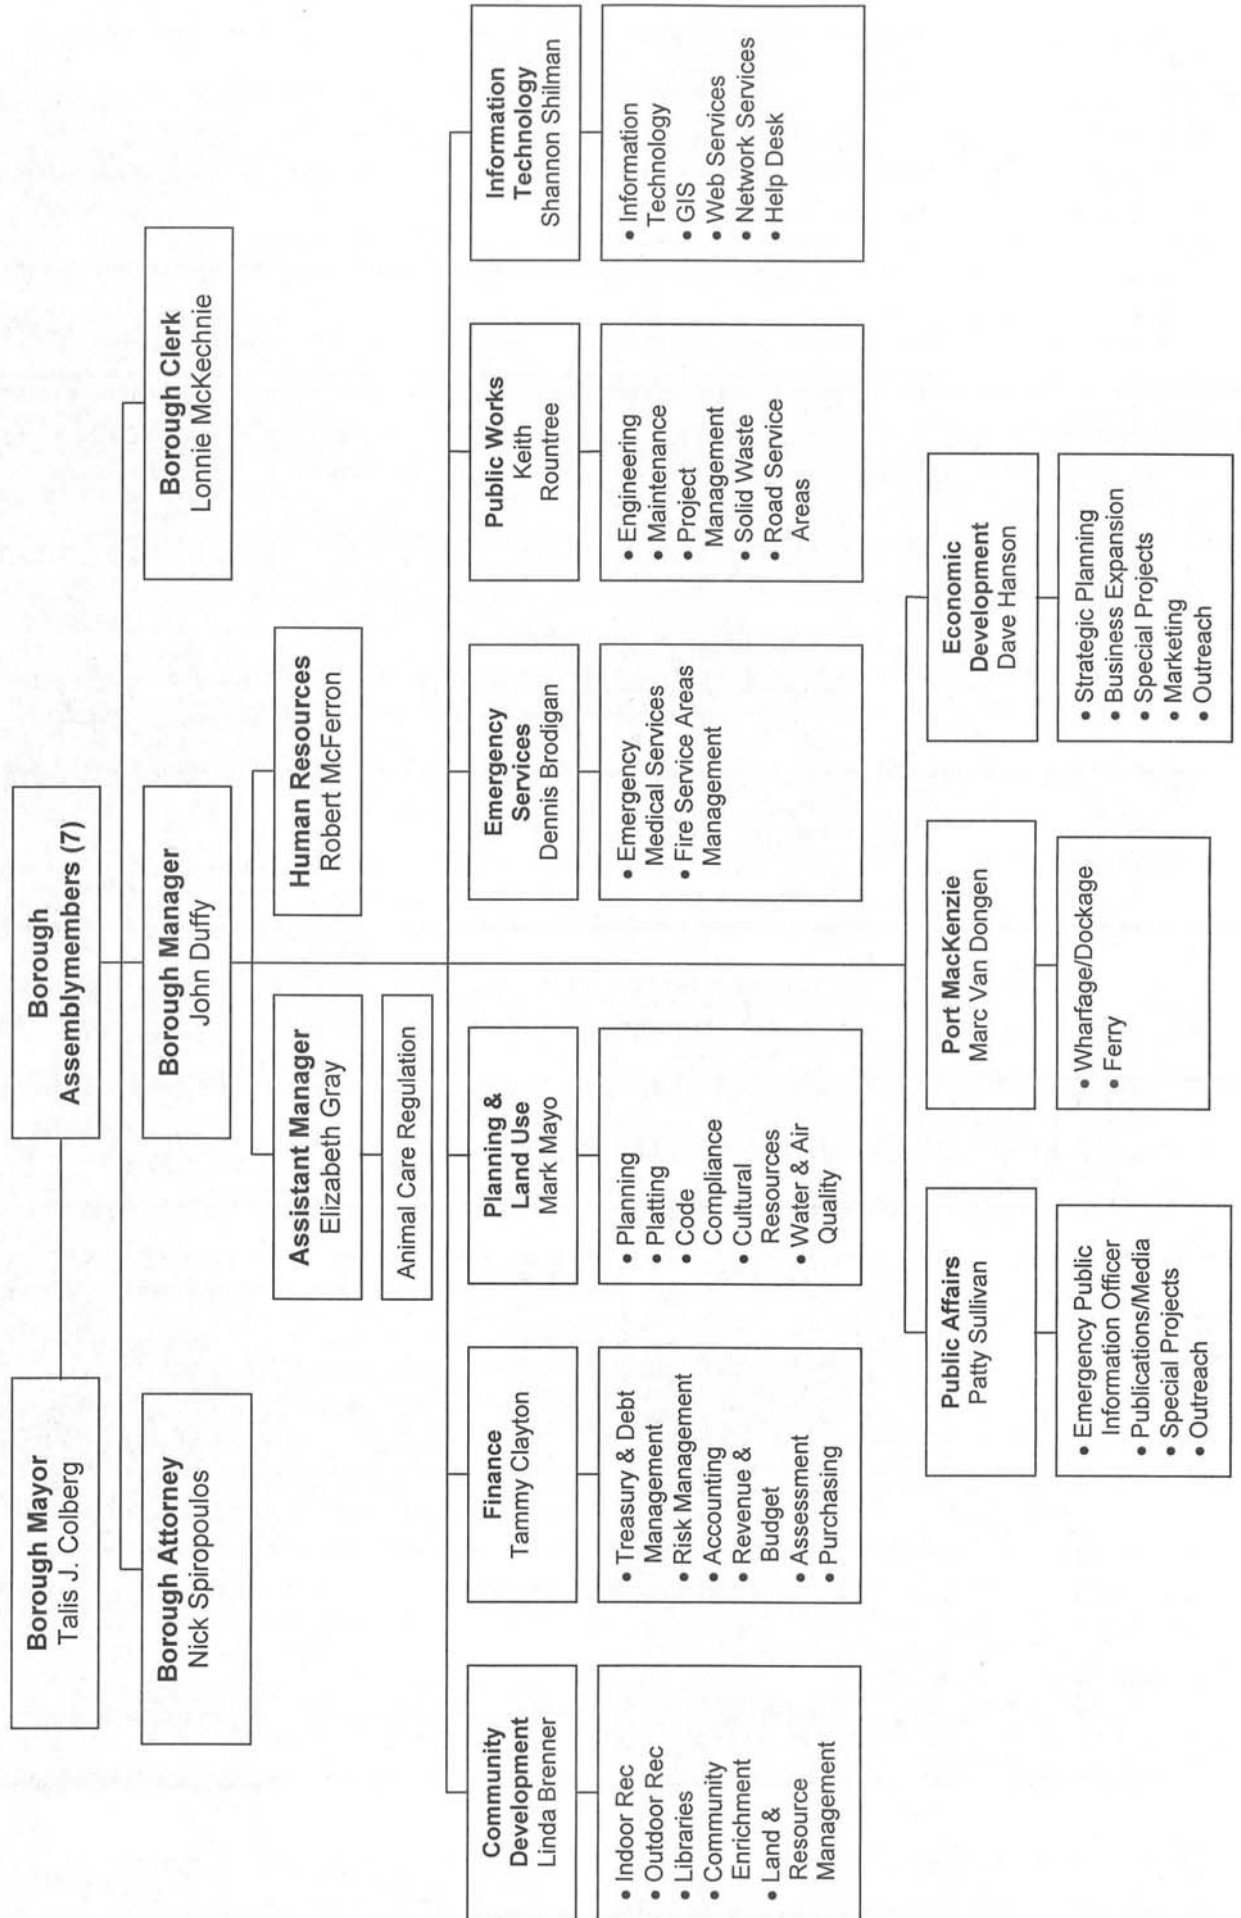 Borough Mayor
Talis J. Colberg
Borough
Assemblymembers (7)
Borough Attorney
Nick Spiropoulos
Borough Manager
John Duffy
Borough Clerk
Lonnie McKechnie
Assistant Manager
Elizabeth Gray
Human Resources
Robert McFerron
Animal Care Regulation
Community
Development
Linda Brenner
Finance
Tammy Clayton
Planning &
Land Use
Mark Mayo
Emergency
Services
Dennis Brodigan
Public Works
Keith
Rountree
Information
Technology
Shannon Shilman
• Indoor Rec
• Outdoor Rec
• Libraries
• Community
Enrichment
• Land &
Resource
Management
• Treasury & Debt
Management
• Risk Management
• Accounting
• Revenue &
Budget
• Assessment
• Purchasing
• Planning
• Platting
• Code
Compliance
• Cultural
Resources
• Water & Air
Quality
• Emergency
Medical Services
• Fire Service Areas
Management
• Engineering
• Maintenance
• Project
Management
• Solid Waste
• Road Service
Areas
• Information
Technology
• GIS
• Web Services
• Network Services
• Help Desk
Public Affairs
Patty Sullivan
Port MacKenzie
Marc Van Dongen
Economic
Development
Dave Hanson
• Emergency Public
Information Officer
• Publications/Media
• Special Projects
• Outreach
• Wharfage/Dockage
• Ferry
• Strategic Planning
• Business Expansion
• Special Projects
• Marketing
• Outreach